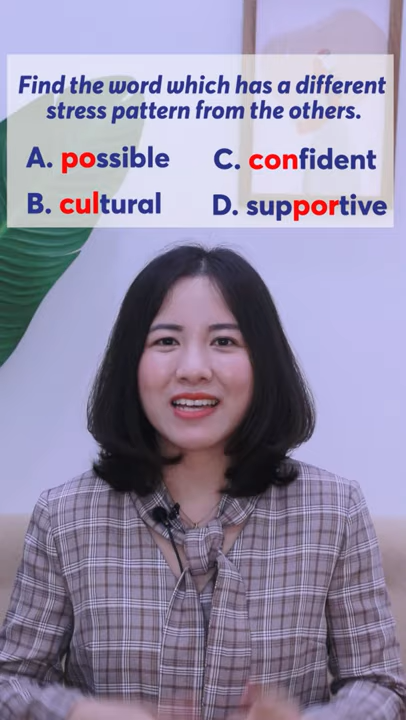 Find the word which has a different
stress pattern from the others.
A. possible C. confident
B. cultural D. supportive